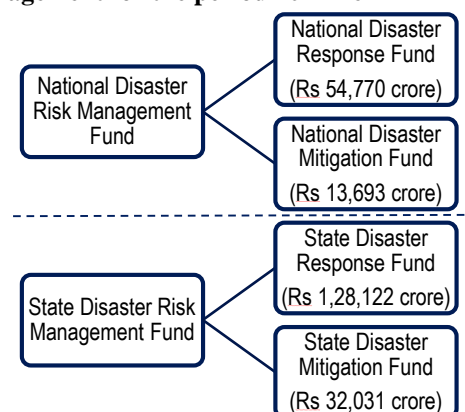 National Disaster
Response Fund
(Rs 54,770 crore)
National Disaster
Risk Management
Fund
National Disaster
Mitigation Fund
(Rs 13,693 crore)
State Disaster
Response Fund
(Rs 1,28,122 crore)
State Disaster Risk
Management Fund
State Disaster
Mitigation Fund
(Rs 32,031 crore)